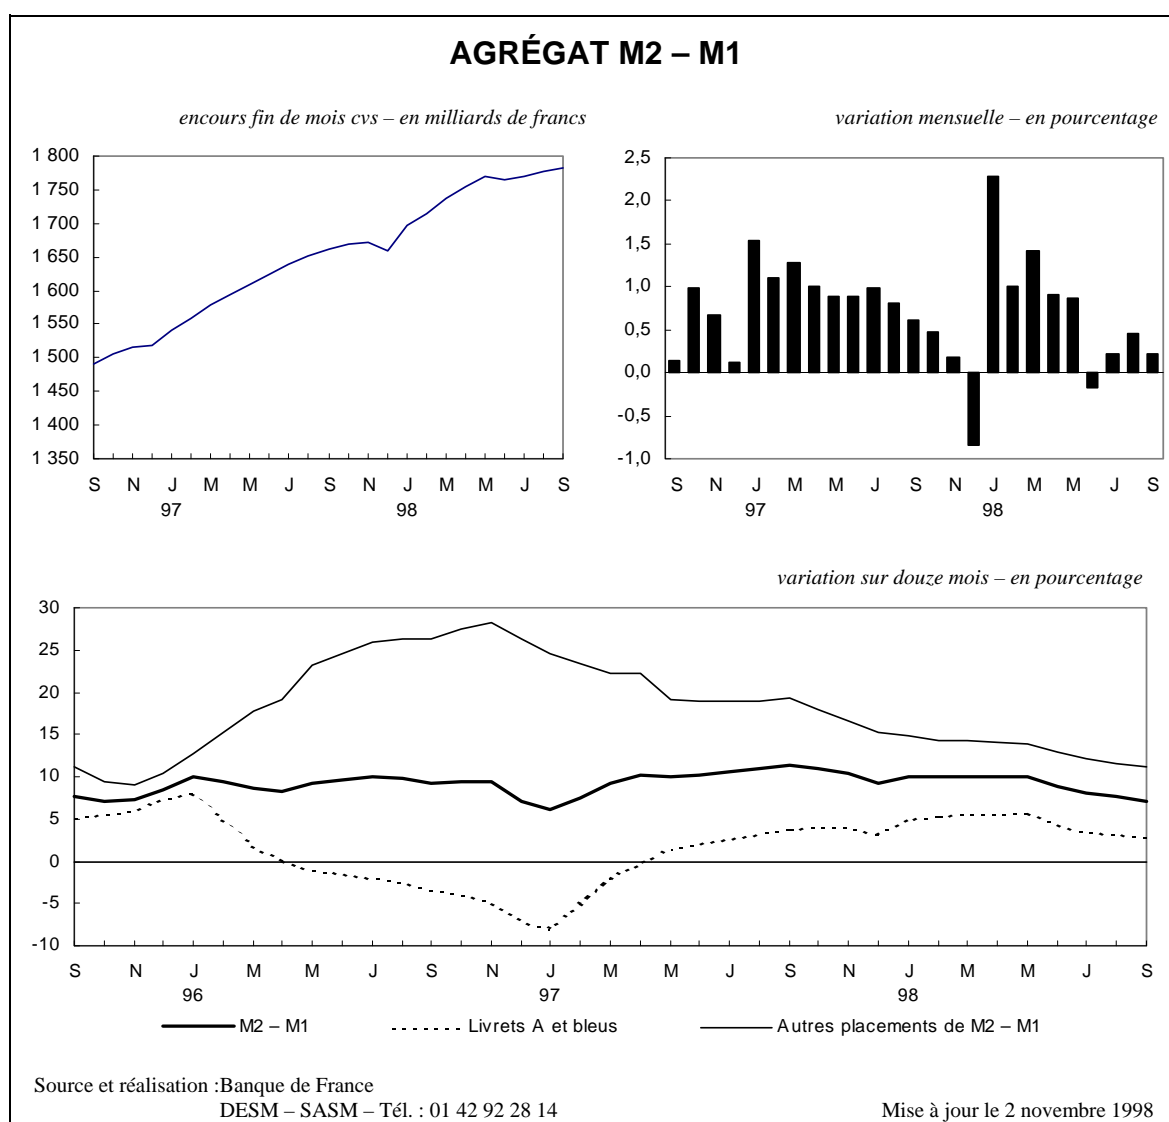 AGRÉGAT M2 – M1
encours fin de mois cvs – en milliards de francs
1 800
1 750
1 700
1 650
1 600
1 550
1 500
1 450
1 400
1 350
S N J M M J S N J M M J S
97 98
variation mensuelle – en pourcentage
2,5
2,0
1,5
1,0
0,5
0,0
-0,5
-1,0
S N J M M J S N J M M J S
97 98
variation sur douze mois – en pourcentage
30
25
20
15
10
5
0
-5
-10
S N J M M J S N J M M J S N J M M J S
96 97 98
M2 – M1 Livrets A et bleus Autres placements de M2 – M1
Source et réalisation :Banque de France
DESM – SASM – Tél. : 01 42 92 28 14 Mise à jour le 2 novembre 1998